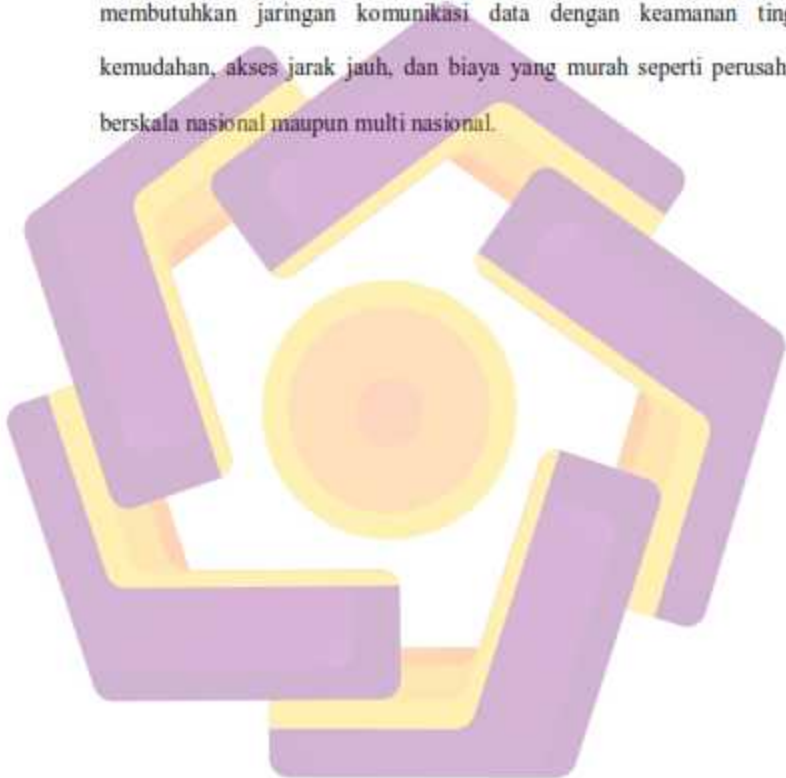 membutuhkan jaringan komunikasi data dengan keamanan
kemudahan, akses jarak jauh, dan biaya yang murah seperti
berskala nasional maupun multi nasional.